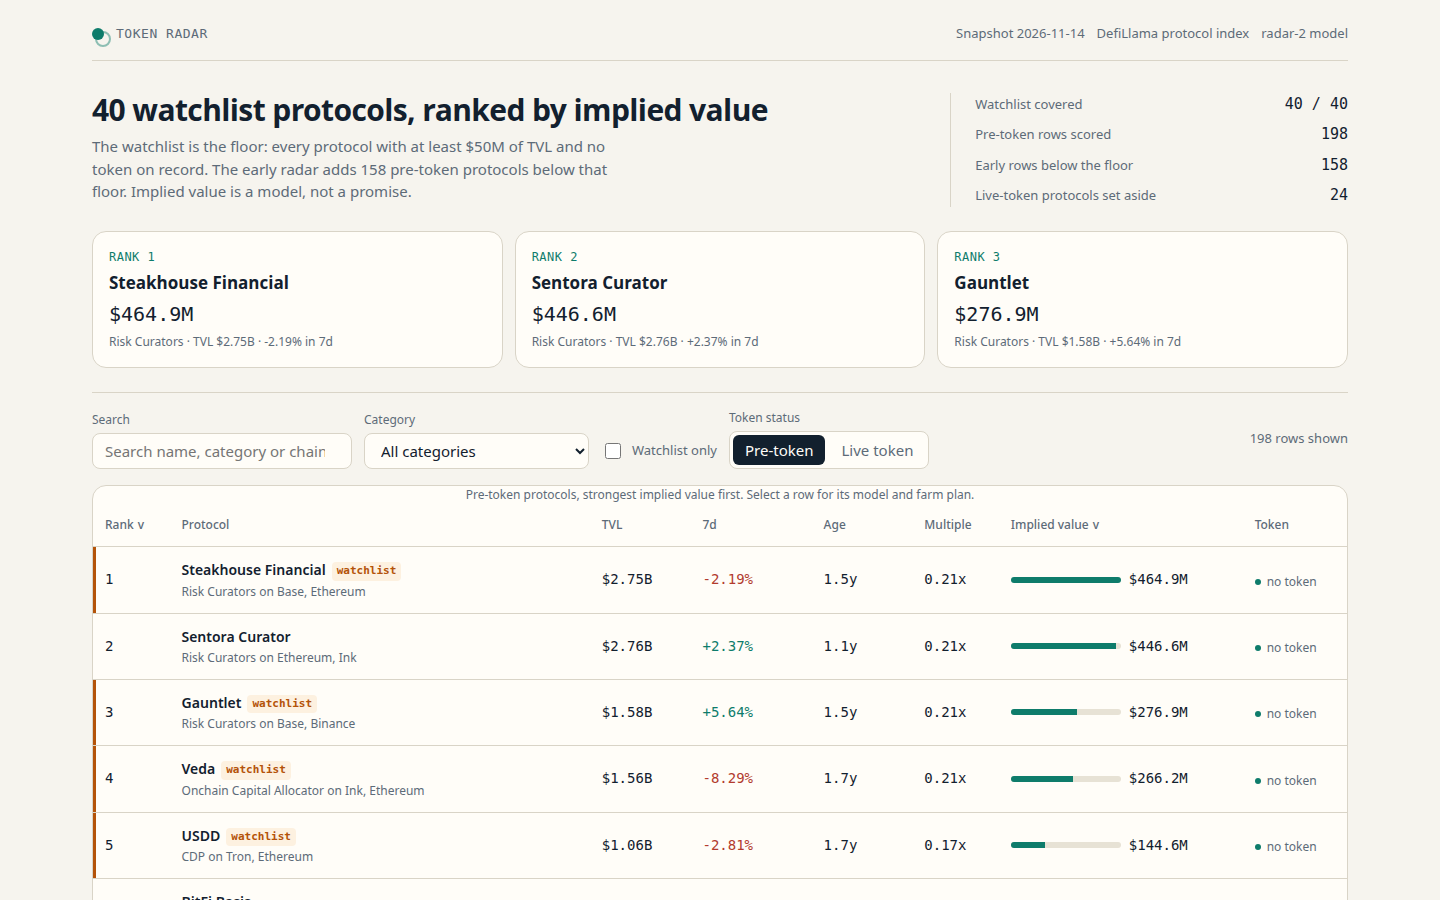 TOKEN RADAR
Snapshot 2026-11-14 DefiLlama protocol index radar-2 model
40 watchlist protocols, ranked by implied value
The watchlist is the floor: every protocol with at least $50M of TVL and no
token on record. The early radar adds 158 pre-token protocols below that
floor. Implied value is a model, not a promise.
Watchlist covered 40 / 40
Pre-token rows scored 198
Early rows below the floor 158
Live-token protocols set aside 24
RANK 1
Steakhouse Financial
$464.9M
Risk Curators · TVL $2.75B · -2.19% in 7d
RANK 2
Sentora Curator
$446.6M
Risk Curators · TVL $2.76B · +2.37% in 7d
RANK 3
Gauntlet
$276.9M
Risk Curators · TVL $1.58B · +5.64% in 7d
Search
Search name, category or chain
Category
All categories
Watchlist only
Token status
Pre-token Live token
198 rows shown
Pre-token protocols, strongest implied value first. Select a row for its model and farm plan.
Rank v Protocol TVL 7d Age Multiple Implied value v Token
1 Steakhouse Financial watchlist $2.75B -2.19% 1.5y 0.21x $464.9M no token
Risk Curators on Base, Ethereum
2 Sentora Curator $2.76B +2.37% 1.1y 0.21x $446.6M no token
Risk Curators on Ethereum, Ink
3 Gauntlet watchlist $1.58B +5.64% 1.5y 0.21x $276.9M no token
Risk Curators on Base, Binance
4 Veda watchlist $1.56B -8.29% 1.7y 0.21x $266.2M no token
Onchain Capital Allocator on Ink, Ethereum
5 USDD watchlist $1.06B -2.81% 1.7y 0.17x $144.6M no token
CDP on Tron, Ethereum